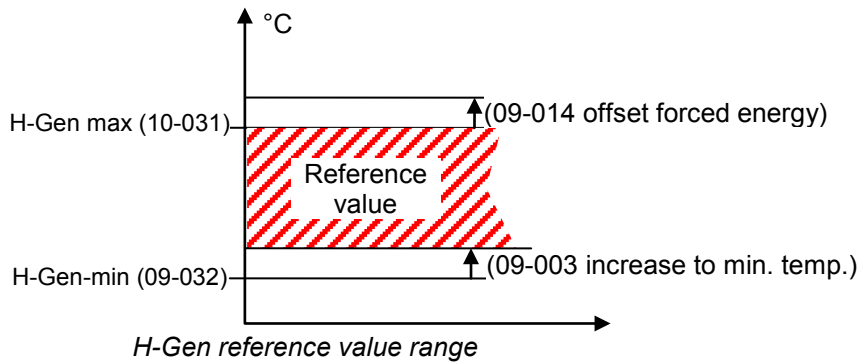 °C
(09-014 offset forced energy)
H-Gen max (10-031)
Reference
value
(09-003 increase to min. temp.)
H-Gen-min (09-032)
H-Gen reference value range